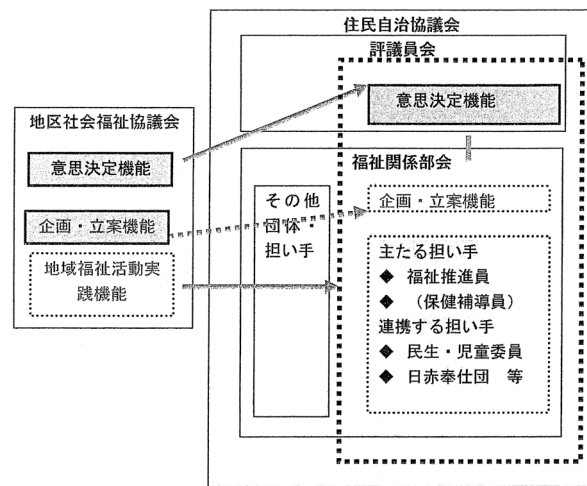 地区社会福祉協議会
意思決定機能
企画・立案機能
地域福祉活動実
践機能
住民自治協議会
評議員会
意思決定機能
福祉関係部会
その他
団体・
担い手
企画・立案機能
主たる担い手
◆ 福祉推進員
◆ （保健補導員）
連携する担い手
◆ 民生・児童委員
◆ 日赤奉仕団　等